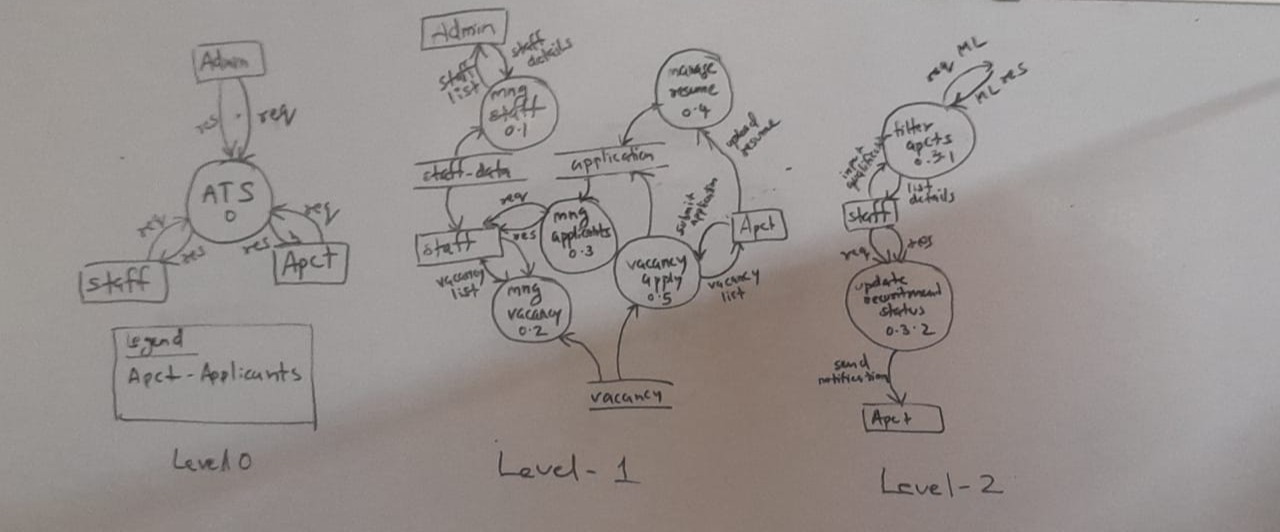 Admin
res
req
ATS
0
req
res
res
req
staff
Apct
Legend
Apct - Applicants
Level 0
Admin
staff
list
staff
details
mng
staff
0.1
staff-data
manage
resume
0.4
application
upload
resume
req
res
mng
applicants
0.3
submit
application
Apct
staff
vacancy
list
mng
vacancy
0.2
vacancy
apply
0.5
vacancy
list
vacancy
Level - 1
req ML
ML res
filter
apcts
0.3.1
input
list
details
staff
req
res
update
recruitment
status
0.3.2
send
notification
Apct
Level - 2